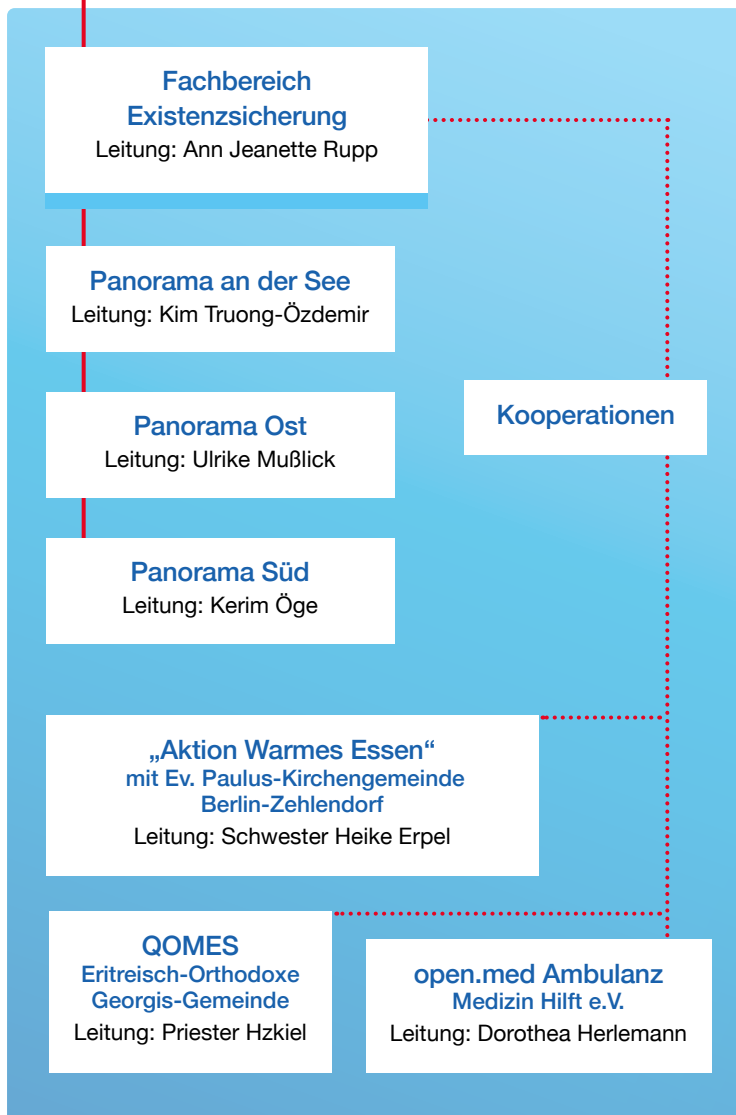 Fachbereich
Existenzsicherung
Leitung: Ann Jeanette Rupp
Panorama an der See
Leitung: Kim Truong-Özdemir
Panorama Ost
Leitung: Ulrike Mußlick
Panorama Süd
Leitung: Kerim Öge
Kooperationen
„Aktion Warmes Essen“
mit Ev. Paulus-Kirchengemeinde
Berlin-Zehlendorf
Leitung: Schwester Heike Erpel
QOMES
Eritreisch-Orthodoxe
Georgis-Gemeinde
Leitung: Priester Hzkiel
open.med Ambulanz
Medizin Hilft e.V.
Leitung: Dorothea Herlemann